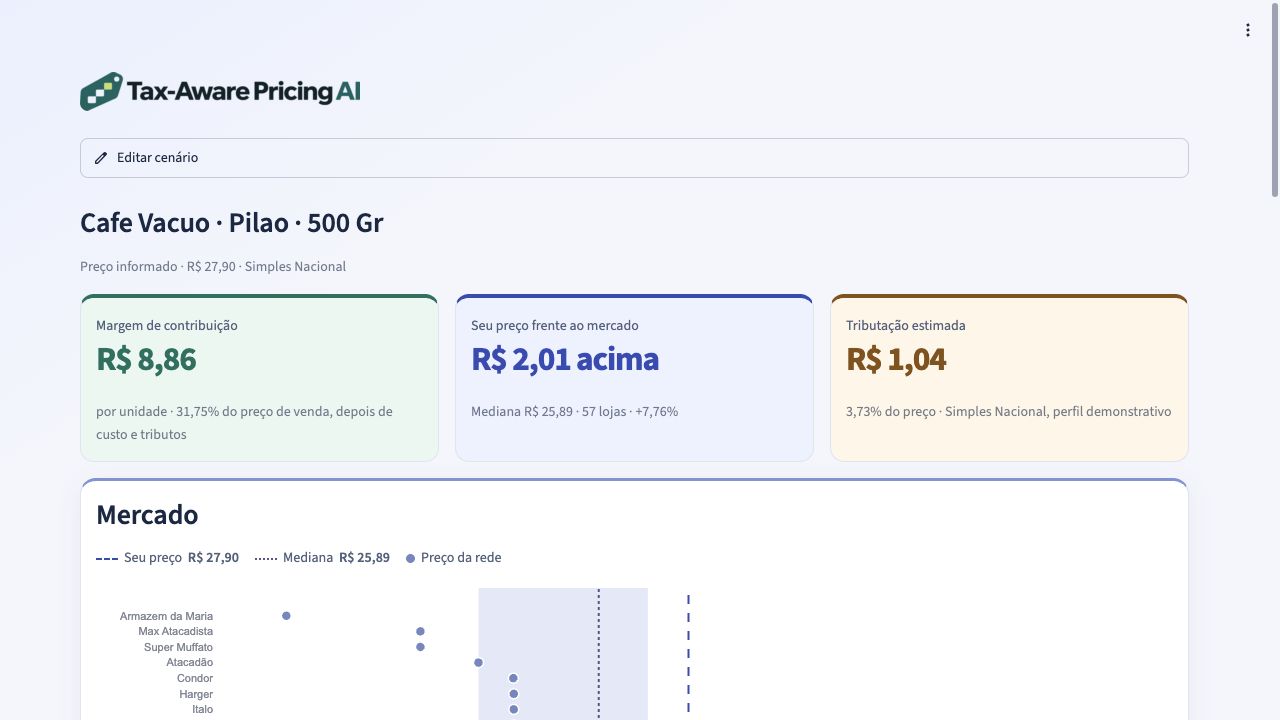 Tax-Aware Pricing AI
Editar cenário
Cafe Vacuo · Pilao · 500 Gr
Preço informado · R$ 27,90 · Simples Nacional
Margem de contribuição
R$ 8,86
por unidade · 31,75% do preço de venda, depois de
custo e tributos
Seu preço frente ao mercado
R$ 2,01 acima
Mediana R$ 25,89 · 57 lojas · +7,76%
Tributação estimada
R$ 1,04
3,73% do preço · Simples Nacional, perfil demonstrativo
Mercado
Seu preço R$ 27,90 Mediana R$ 25,89 Preço da rede
Armazem da Maria
Max Atacadista
Super Muffato
Atacadão
Condor
Harger
Italo